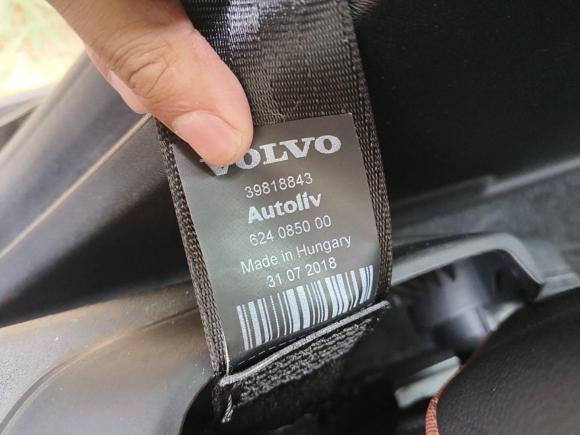 VOLVO
39818843
Autoliv
624 0850 00
Made in Hungary
31 07 2018